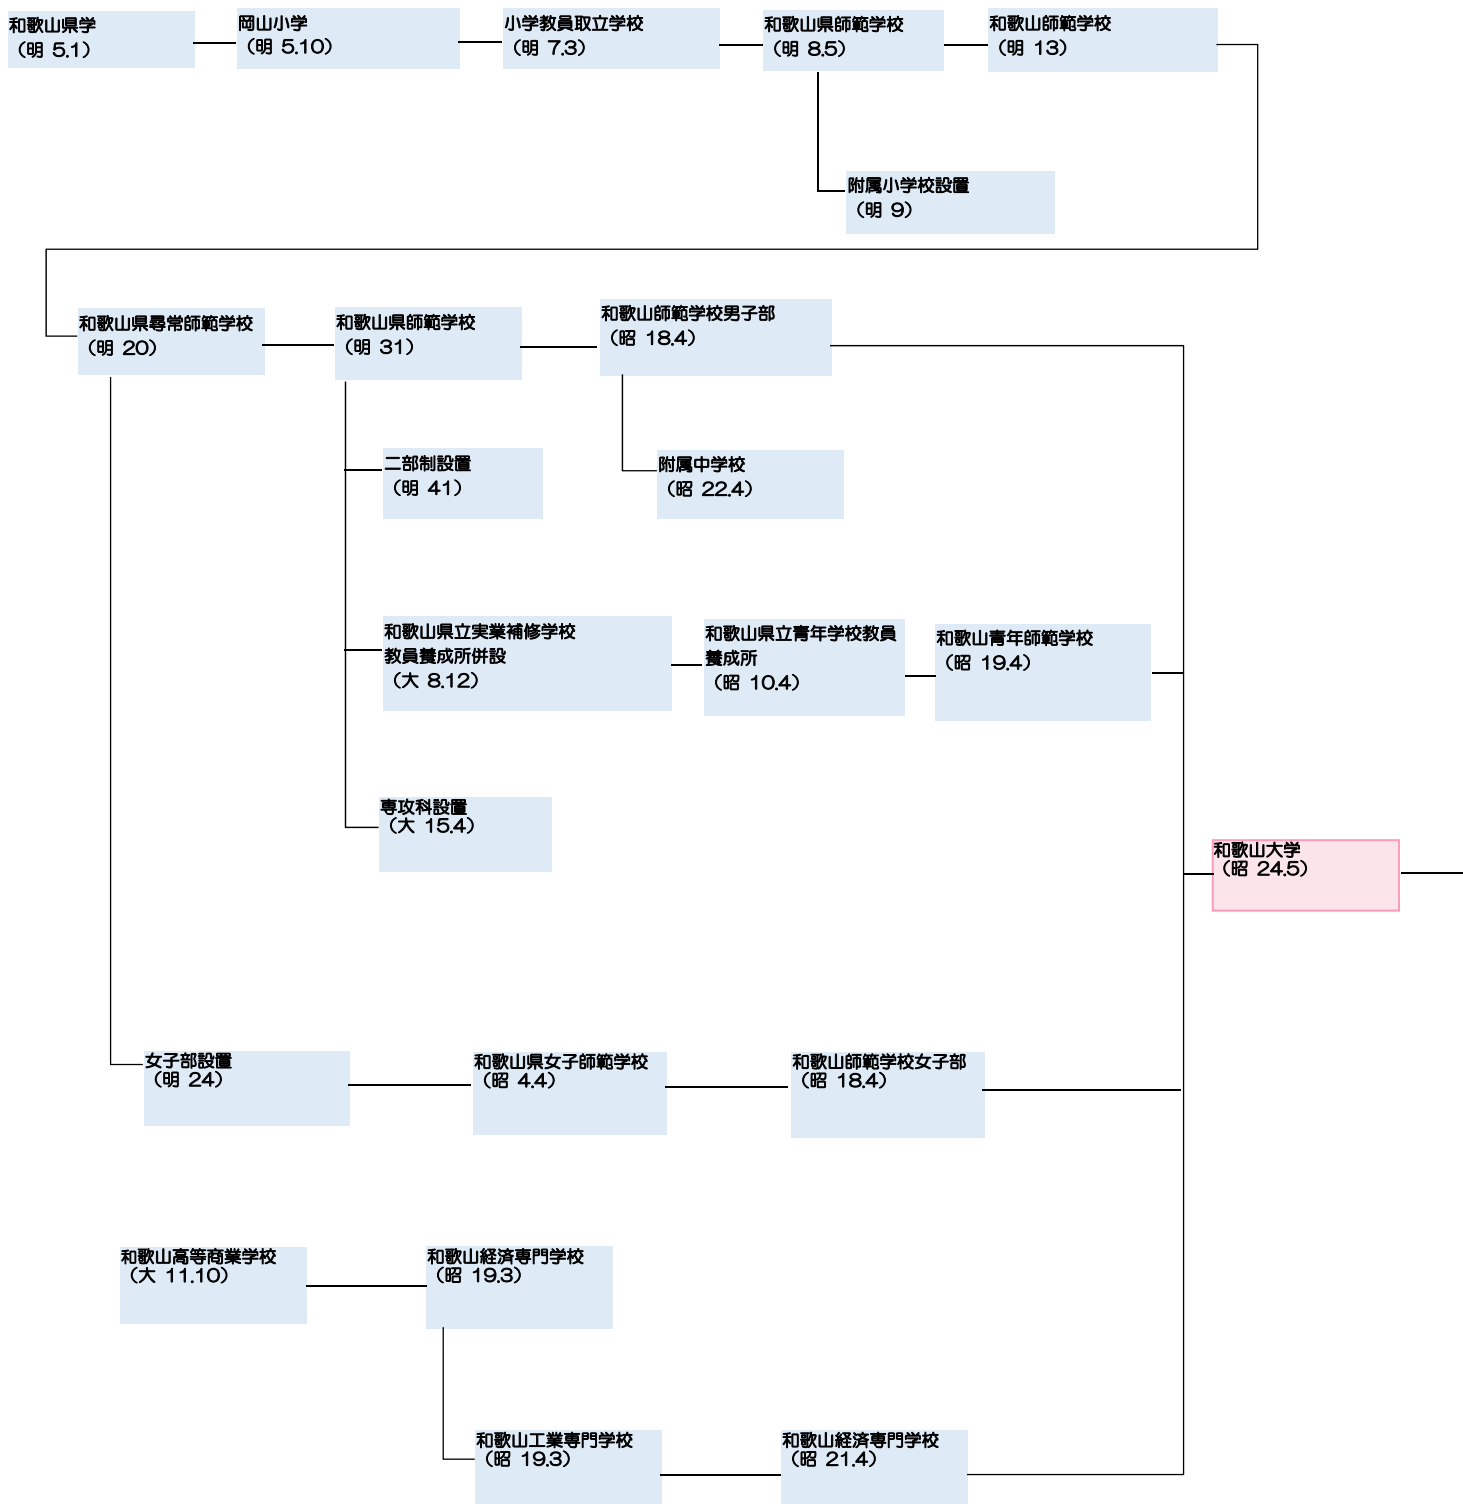 和歌山県学
（明 5.1）
岡山小学
（明 5.10）
小学教員取立学校
（明 7.3）
和歌山県師範学校
（明 8.5）
和歌山師範学校
（明 13）
附属小学校設置
（明 9）
和歌山県尋常師範学校
（明 20）
和歌山県師範学校
（明 31）
和歌山師範学校男子部
（昭 18.4）
二部制設置
（明 41）
附属中学校
（昭 22.4）
和歌山県立実業補修学校
教員養成所併設
（大 8.12）
和歌山県立青年学校教員
養成所
（昭 10.4）
和歌山青年師範学校
（昭 19.4）
専攻科設置
（大 15.4）
和歌山大学
（昭 24.5）
女子部設置
（明 24）
和歌山県女子師範学校
（昭 4.4）
和歌山師範学校女子部
（昭 18.4）
和歌山高等商業学校
（大 11.10）
和歌山経済専門学校
（昭 19.3）
和歌山工業専門学校
（昭 19.3）
和歌山経済専門学校
（昭 21.4）